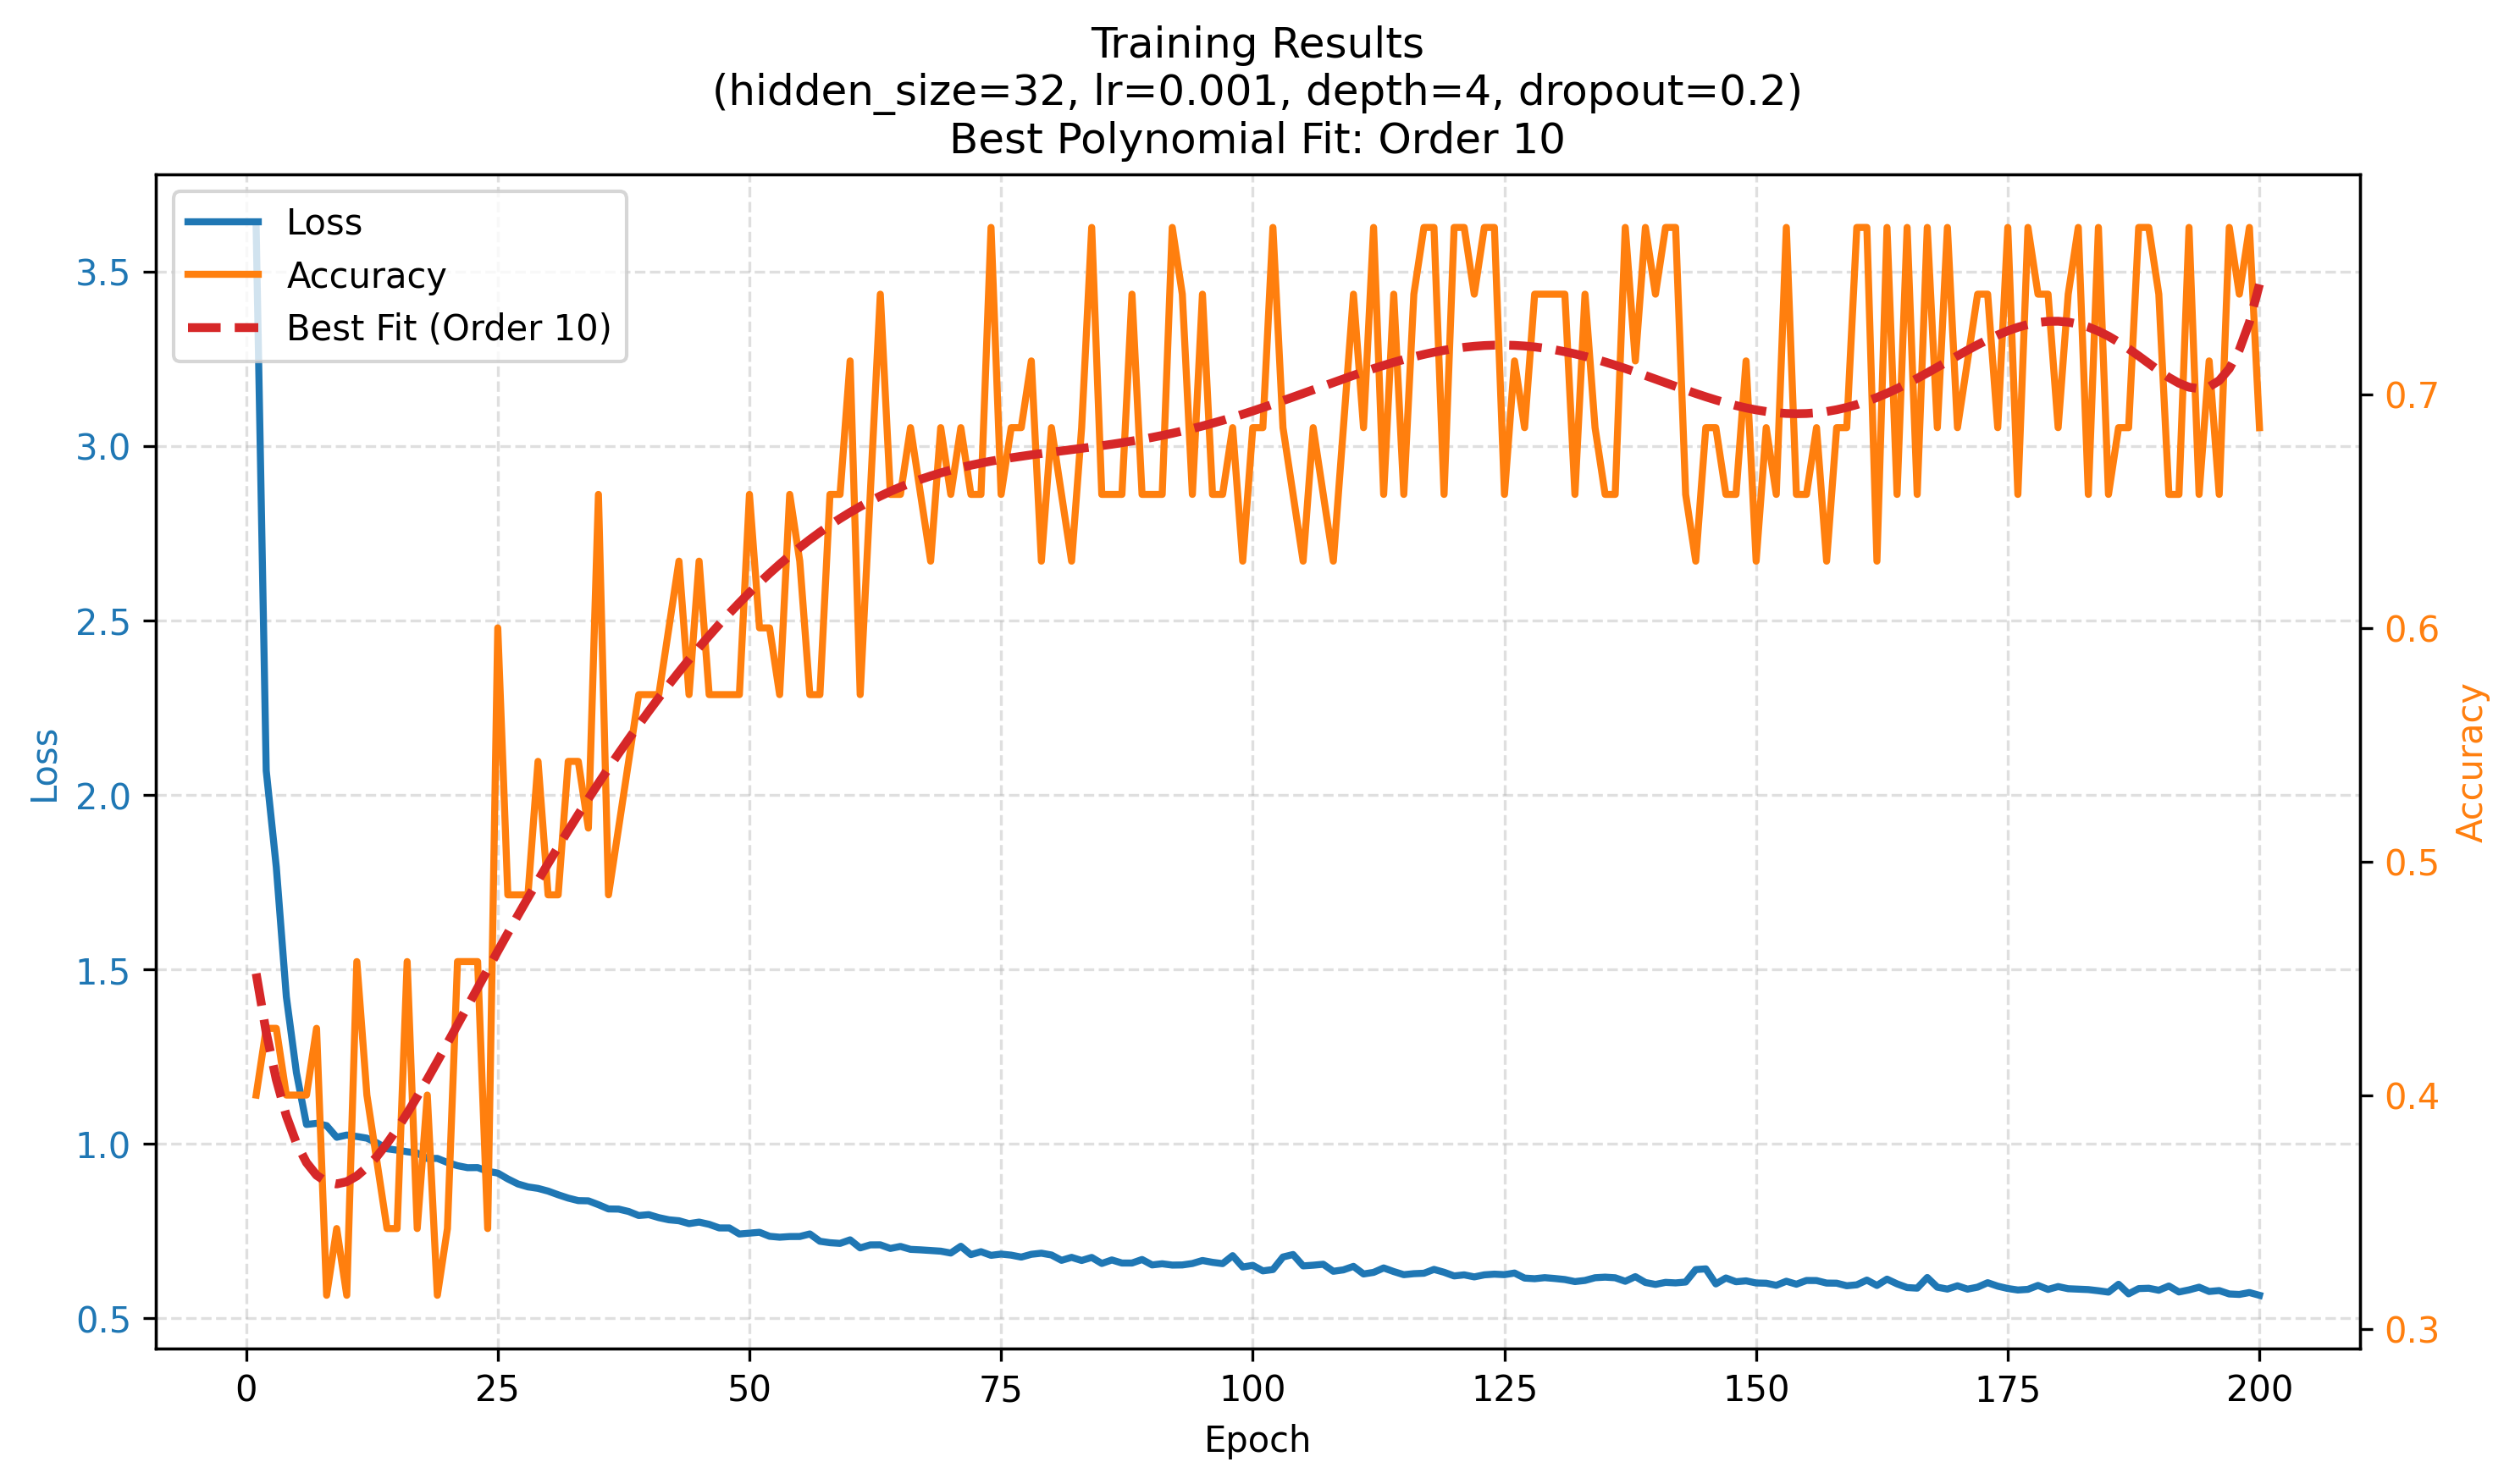 Training Results
(hidden_size=32, lr=0.001, depth=4, dropout=0.2)
Best Polynomial Fit: Order 10
Loss
Accuracy
Best Fit (Order 10)
3.5
3.0
2.5
2.0
1.5
1.0
0.5
Loss
0.7
0.6
0.5
0.4
0.3
Accuracy
0 25 50 75 100 125 150 175 200
Epoch